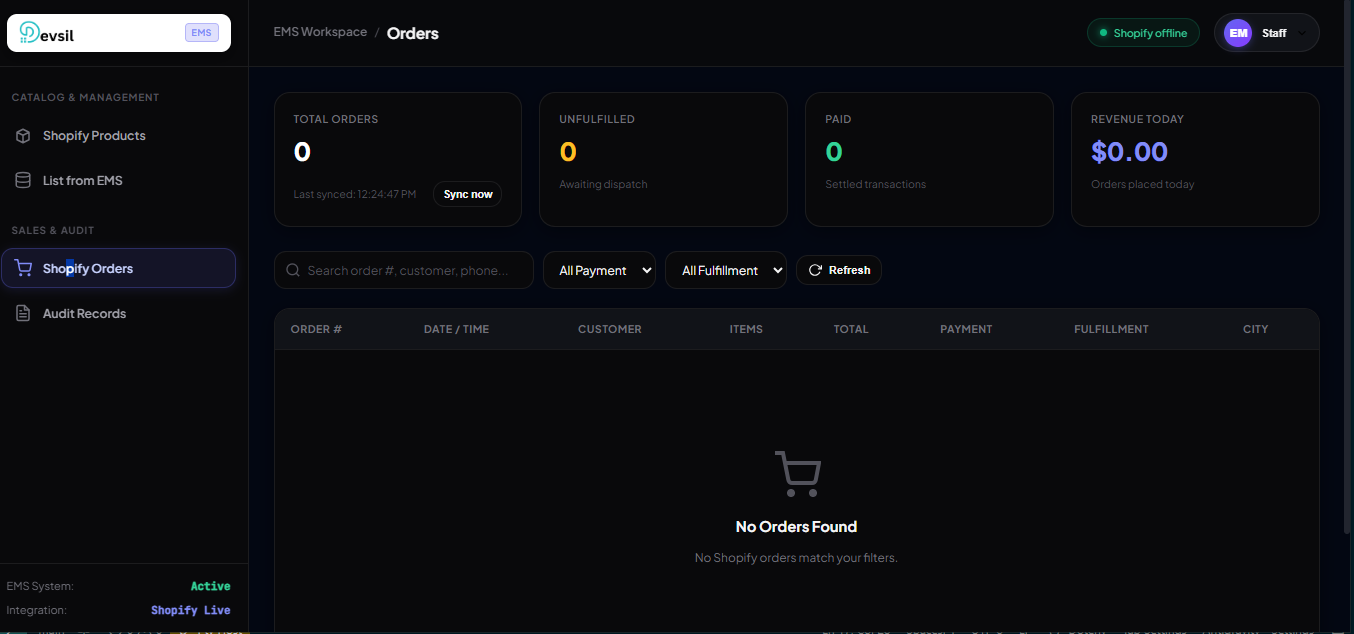 Devsil EMS
EMS Workspace / Orders
Shopify offline
EM Staff
CATALOG & MANAGEMENT
Shopify Products
List from EMS
SALES & AUDIT
Shopify Orders
Audit Records
EMS System: Active
Integration: Shopify Live
TOTAL ORDERS
0
Last synced: 12:24:47 PM Sync now
UNFULFILLED
0
Awaiting dispatch
PAID
0
Settled transactions
REVENUE TODAY
$0.00
Orders placed today
Search order #, customer, phone... All Payment All Fulfillment Refresh
ORDER # DATE / TIME CUSTOMER ITEMS TOTAL PAYMENT FULFILLMENT CITY
No Orders Found
No Shopify orders match your filters.